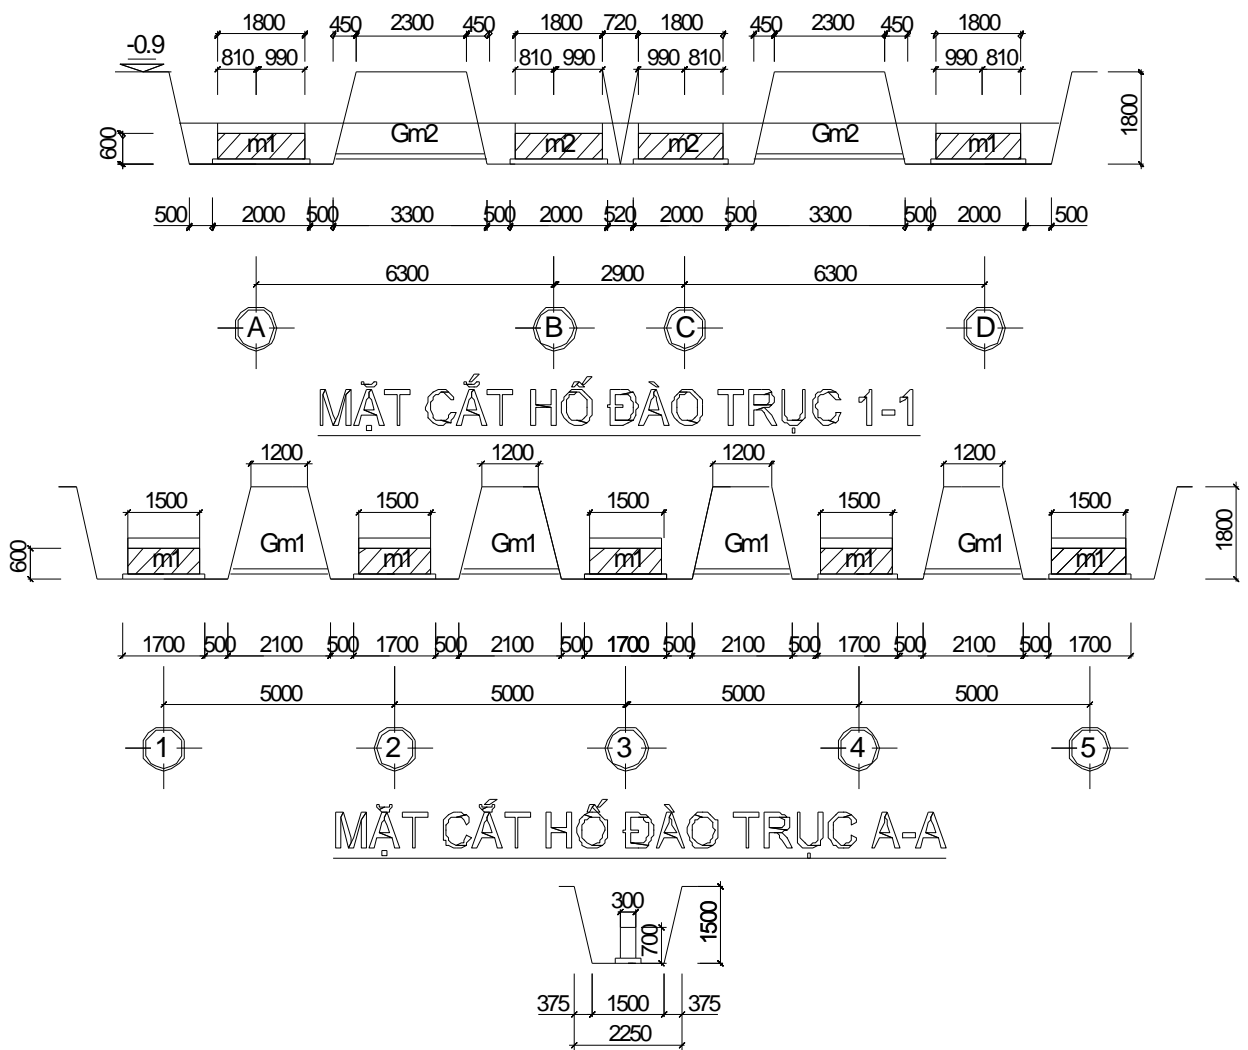 1800 450 2300 450 1800 720 1800 450 2300 450 1800
-0.9 810 990 810 990 990 810 990 810
600 m1 Gm2 m2 m2 Gm2 m1 1800
500 2000 500 3300 500 2000 520 2000 500 3300 500 2000 500
6300 2900 6300
A B C D
MẶT CẮT HỐ ĐÀO TRỤC 1-1
1200 1200 1200 1200
1500 1500 1500 1500 1500
600 m1 Gm1 m1 Gm1 m1 Gm1 m1 Gm1 m1 1800
1700 500 2100 500 1700 500 2100 500 1700 500 2100 500 1700 500 2100 500 1700
5000 5000 5000 5000
1 2 3 4 5
MẶT CẮT HỐ ĐÀO TRỤC A-A
300
700 1500
375 1500 375
2250